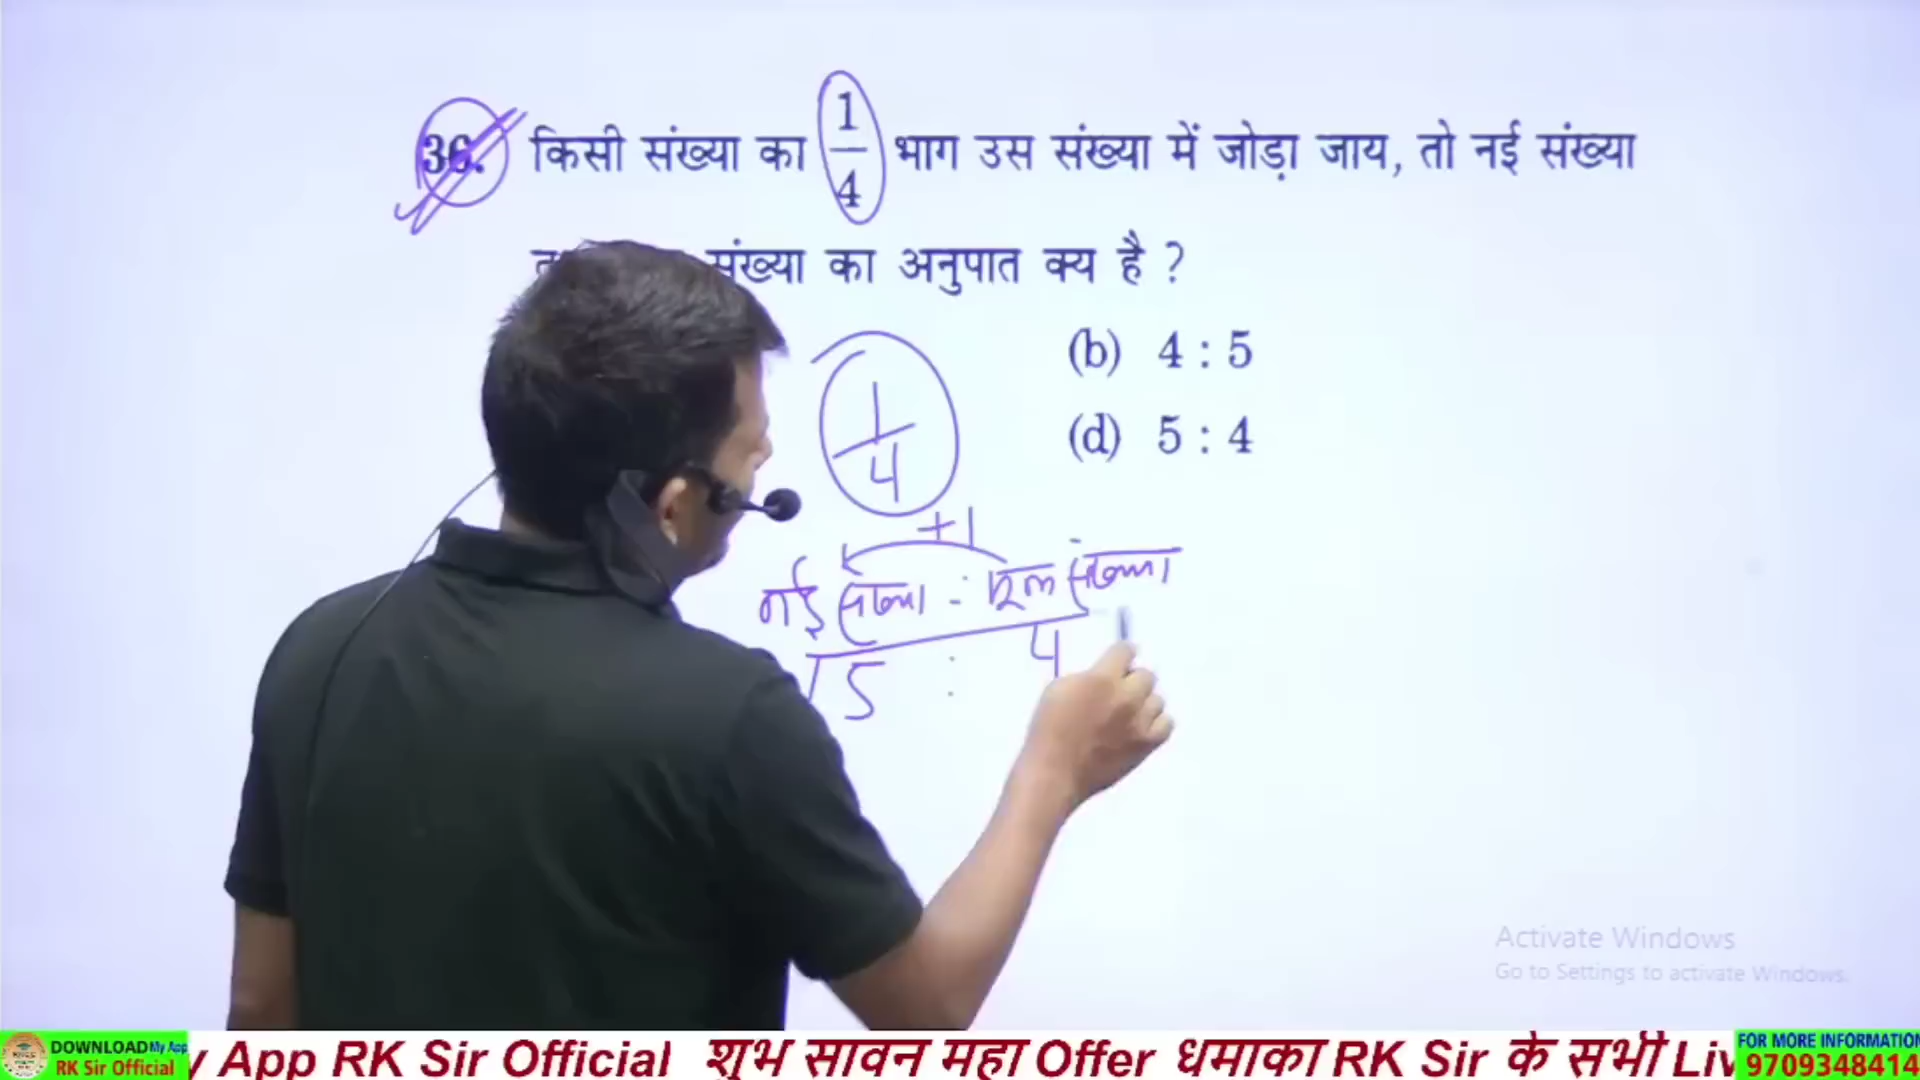 36. किसी संख्या का 1/4 भाग उस संख्या में जोड़ा जाय, तो नई संख्या
संख्या का अनुपात क्य है ?
(b) 4 : 5
(d) 5 : 4
1/4
+1
नई संख्या : मूल संख्या
5 : 4
Activate Windows
Go to Settings to activate Windows.
DOWNLOAD My App
RK Sir Official
y App RK Sir Official शुभ सावन महा Offer धमाका RK Sir के सभी Liv
FOR MORE INFORMATION
9709348414